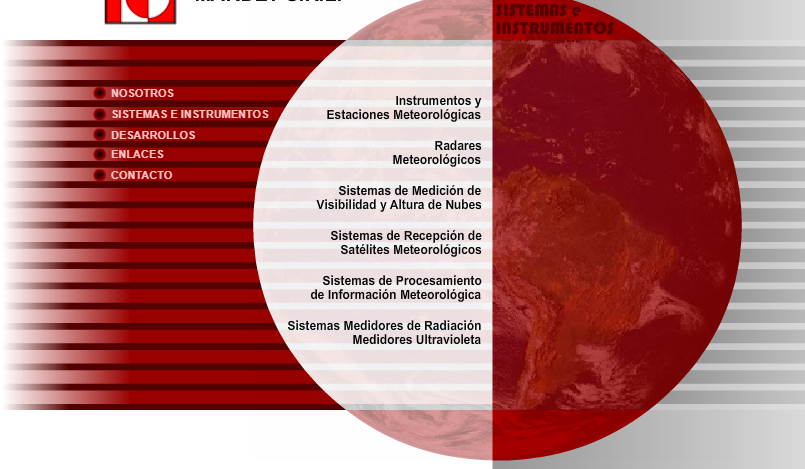 SISTEMAS e
INSTRUMENTOS
NOSOTROS
SISTEMAS E INSTRUMENTOS
DESARROLLOS
ENLACES
CONTACTO
Instrumentos y
Estaciones Meteorológicas
Radares
Meteorológicos
Sistemas de Medición de
Visibilidad y Altura de Nubes
Sistemas de Recepción de
Satélites Meteorológicos
Sistemas de Procesamiento
de Información Meteorológica
Sistemas Medidores de Radiación
Medidores Ultravioleta